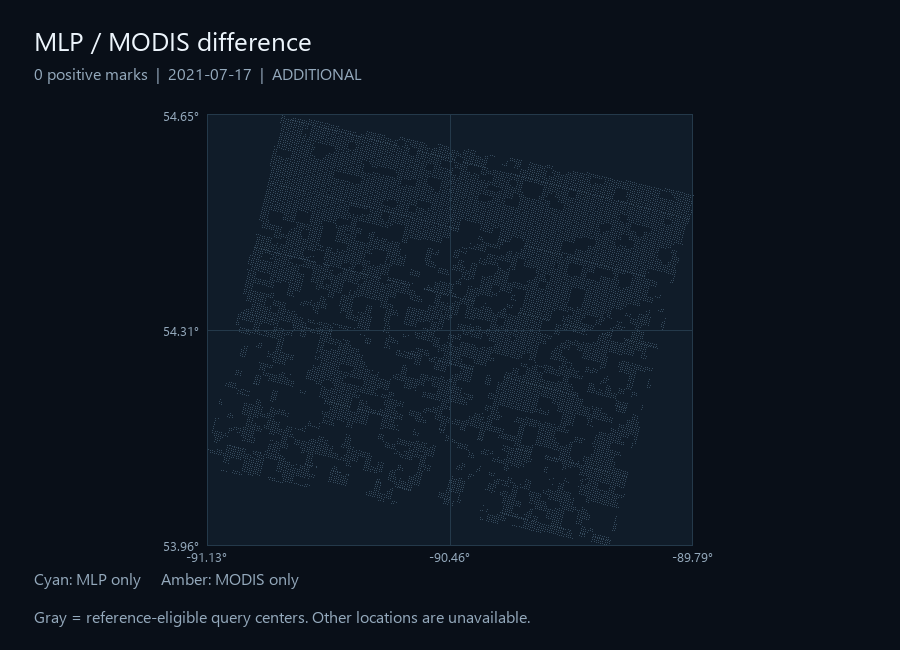 MLP / MODIS difference
0 positive marks | 2021-07-17 | ADDITIONAL
54.65°
54.31°
53.96°
-91.13° -90.46° -89.79°
Cyan: MLP only Amber: MODIS only
Gray = reference-eligible query centers. Other locations are unavailable.